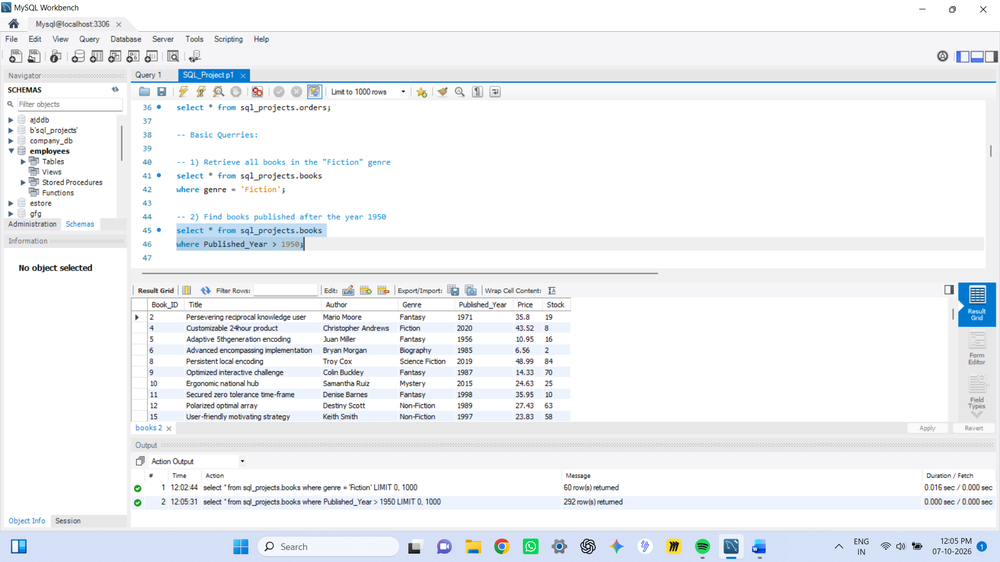 MySQL Workbench
Mysql@localhost:3306
File Edit View Query Database Server Tools Scripting Help
Navigator
SCHEMAS
Filter objects
ajddb
b'sql_projects'
company_db
employees
Tables
Views
Stored Procedures
Functions
estore
gfg
Administration Schemas
Information
No object selected
Object Info Session
Query 1 SQL_Project p1
Limit to 1000 rows
36 select * from sql_projects.orders;
37
38 -- Basic Querries:
39
40 -- 1) Retrieve all books in the "Fiction" genre
41 select * from sql_projects.books
42 where genre = 'Fiction';
43
44 -- 2) Find books published after the year 1950
45 select * from sql_projects.books
46 where Published_Year > 1950;
47
Result Grid Filter Rows: Edit: Export/Import: Wrap Cell Content:
Book_ID Title Author Genre Published_Year Price Stock
2 Persevering reciprocal knowledge user Mario Moore Fantasy 1971 35.8 19
4 Customizable 24hour product Christopher Andrews Fiction 2020 43.52 8
5 Adaptive 5thgeneration encoding Juan Miller Fantasy 1956 10.95 16
6 Advanced encompassing implementation Bryan Morgan Biography 1985 6.56 2
8 Persistent local encoding Troy Cox Science Fiction 2019 48.99 84
9 Optimized interactive challenge Colin Buckley Fantasy 1987 14.33 70
10 Ergonomic national hub Samantha Ruiz Mystery 2015 24.63 25
11 Secured zero tolerance time-frame Denise Barnes Fantasy 1998 35.95 10
12 Polarized optimal array Destiny Scott Non-Fiction 1989 27.43 63
15 User-friendly motivating strategy Keith Smith Non-Fiction 1997 23.83 58
Result
Grid
Form
Editor
Field
Types
books 2
Apply Revert
Output
Action Output
# Time Action Message Duration / Fetch
1 12:02:44 select * from sql_projects.books where genre = 'Fiction' LIMIT 0, 1000 60 row(s) returned 0.016 sec / 0.000 sec
2 12:05:31 select * from sql_projects.books where Published_Year > 1950 LIMIT 0, 1000 292 row(s) returned 0.000 sec / 0.000 sec
Search
ENG
IN
12:05 PM
07-10-2026
1